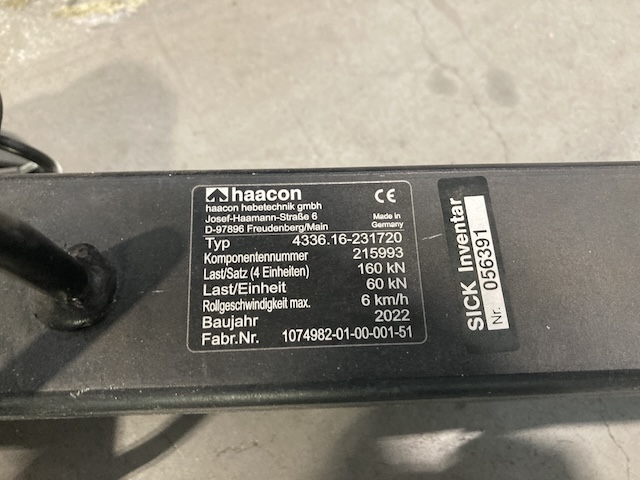 haacon CE
haacon hebetechnik gmbh
Josef-Haamann-Straße 6
D-97896 Freudenberg/Main
Made in
Germany
Typ 4336.16-231720
Komponentennummer 215993
Last/Satz (4 Einheiten) 160 kN
Last/Einheit 60 kN
Rollgeschwindigkeit max. 6 km/h
Baujahr 2022
Fabr.Nr. 1074982-01-00-001-51
SICK Inventar
Nr. 056391